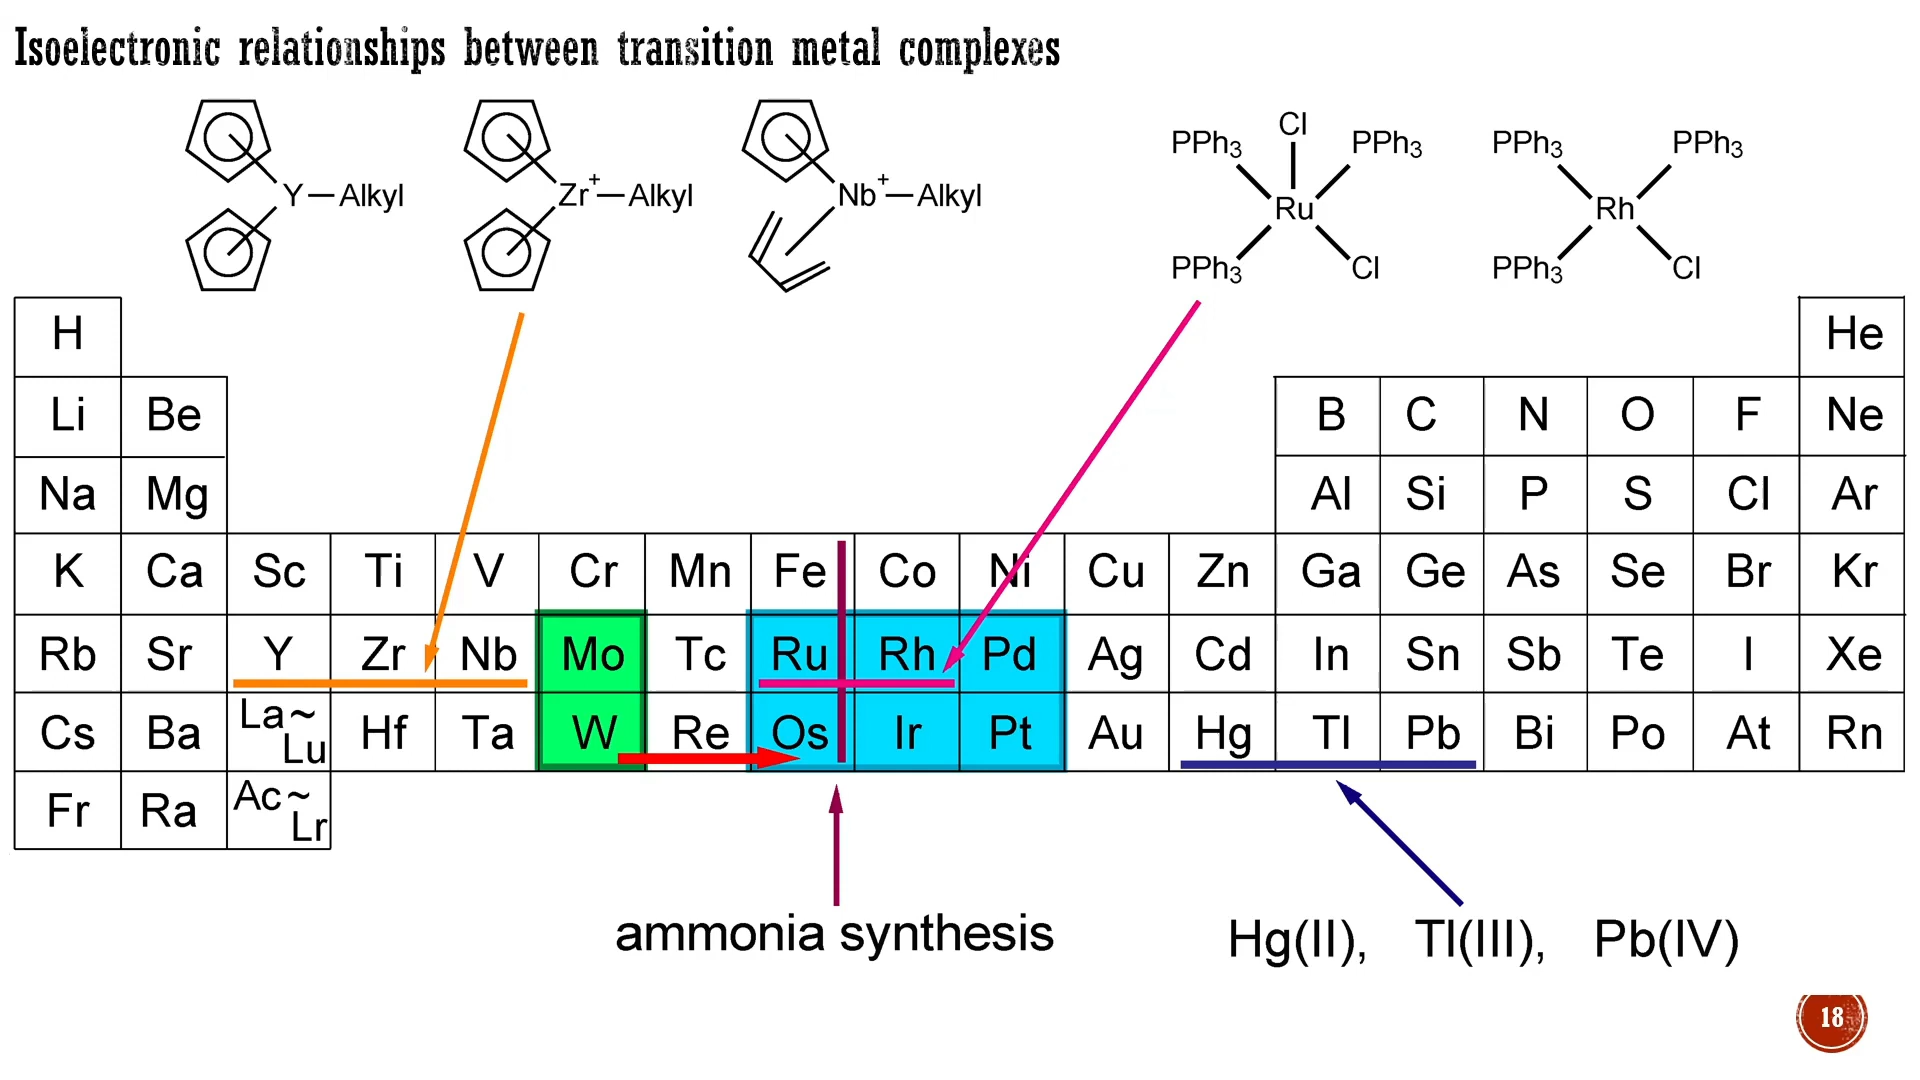 Isoelectronic relationships between transition metal complexes
Y Alkyl
Zr+ Alkyl
Nb+ Alkyl
Cl
PPh3 PPh3
Ru
PPh3 Cl
PPh3 PPh3
Rh
PPh3 Cl
H He
Li Be B C N O F Ne
Na Mg Al Si P S Cl Ar
K Ca Sc Ti V Cr Mn Fe Co Ni Cu Zn Ga Ge As Se Br Kr
Rb Sr Y Zr Nb Mo Tc Ru Rh Pd Ag Cd In Sn Sb Te I Xe
Cs Ba La~Lu Hf Ta W Re Os Ir Pt Au Hg Tl Pb Bi Po At Rn
Fr Ra Ac~Lr
ammonia synthesis
Hg(II), Tl(III), Pb(IV)
18